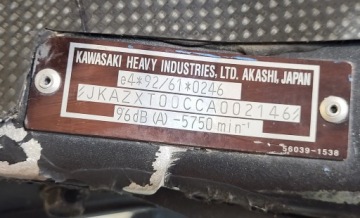 KAWASAKI HEAVY INDUSTRIES, LTD. AKASHI, JAPAN
e4*92/61*0246
JKAZXT00CCA002146
96dB (A) -5750 min⁻¹
56039-1538